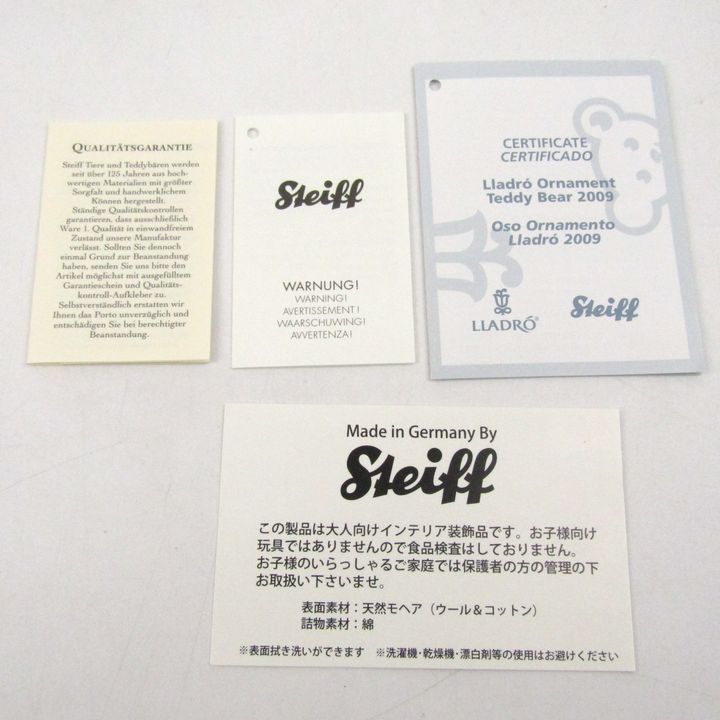 QUALITÄTSGARANTIE
Steiff Tiere und Teddybären werden
seit über 125 Jahren aus hoch-
wertigen Materialien mit größter
Sorgfalt und handwerklichem
Können hergestellt.
Ständige Qualitätskontrollen
garantieren, dass ausschließlich
Ware 1. Qualität in einwandfreiem
Zustand unsere Manufaktur
verlässt. Sollten Sie dennoch
einmal Grund zur Beanstandung
haben, senden Sie uns bitte den
Artikel möglichst mit ausgefülltem
Garantieschein und Qualitäts-
kontroll-Aufkleber zu.
Selbstverständlich erstatten wir
Ihnen das Porto unverzüglich und
entschädigen Sie bei berechtigter
Beanstandung.
Steiff
WARNUNG!
WARNING!
AVERTISSEMENT!
WAARSCHUWING!
AVVERTENZA!
CERTIFICATE
CERTIFICADO
Lladró Ornament
Teddy Bear 2009
Oso Ornamento
Lladró 2009
LLADRÓ®
Steiff
Made in Germany By
Steiff
この製品は大人向けインテリア装飾品です。お子様向け
玩具ではありませんので食品検査はしておりません。
お子様のいらっしゃるご家庭では保護者の方の管理の下
お取扱い下さいませ。
表面素材：天然モヘア（ウール＆コットン）
詰物素材：綿
※表面拭き洗いができます ※洗濯機・乾燥機・漂白剤等の使用はお避けください